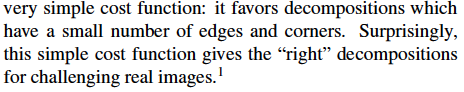 very simple cost function: it favors decompositions which
have a small number of edges and corners. Surprisingly,
this simple cost function gives the “right” decompositions
for challenging real images.1